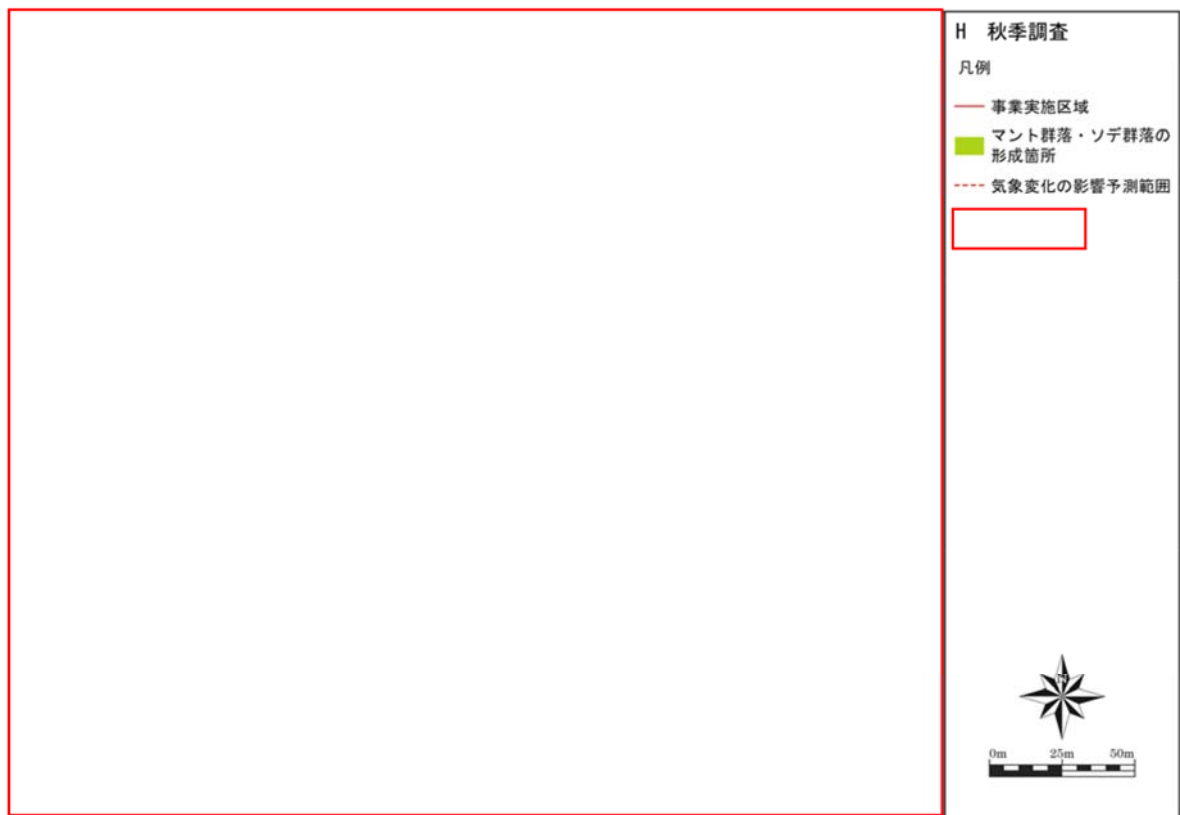 H 秋季調査
凡例
事業実施区域
マント群落・ソデ群落の
形成箇所
気象変化の影響予測範囲
N
0m 25m 50m